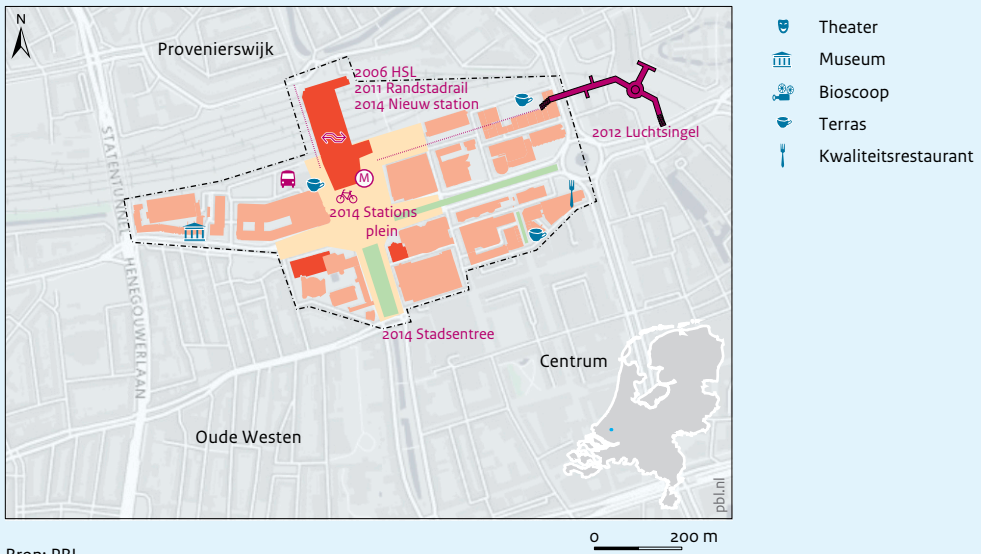 N
Provenierswijk
2006 HSL
2011 Randstadrail
2014 Nieuw station
2012 Luchtsingel
STATENTUNNEL
M
2014 Stations
plein
HENEGOUWERLAAN
2014 Stadsentree
Centrum
Oude Westen
pbl.nl
Theater
Museum
Bioscoop
Terras
Kwaliteitsrestaurant
0 200 m
Bron: PBL